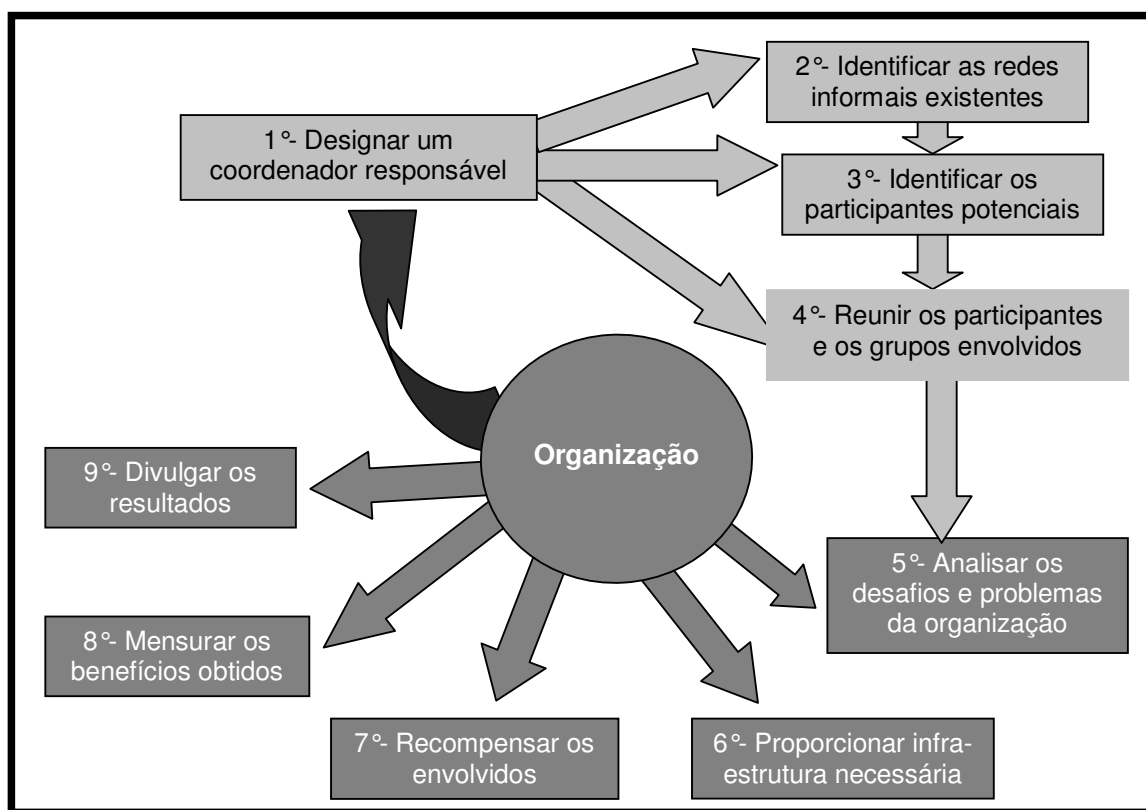 1°- Designar um
coordenador responsável
2°- Identificar as redes
informais existentes
3°- Identificar os
participantes potenciais
4°- Reunir os participantes
e os grupos envolvidos
Organização
5°- Analisar os
desafios e problemas
da organização
6°- Proporcionar infra-
estrutura necessária
7°- Recompensar os
envolvidos
8°- Mensurar os
benefícios obtidos
9°- Divulgar os
resultados